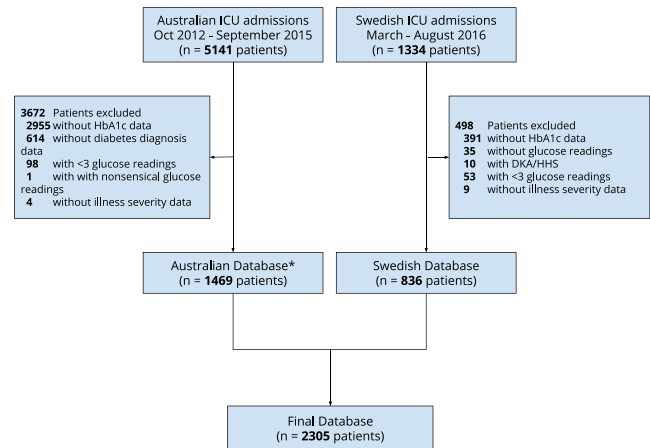 Australian ICU admissions
Oct 2012 - September 2015
(n = 5141 patients)
Swedish ICU admissions
March - August 2016
(n = 1334 patients)
3672 Patients excluded
2955 without HbA1c data
614 without diabetes diagnosis
data
98 with <3 glucose readings
1 with with nonsensical glucose
readings
4 without illness severity data
498 Patients excluded
391 without HbA1c data
35 without glucose readings
10 with DKA/HHS
53 with <3 glucose readings
9 without illness severity data
Australian Database*
(n = 1469 patients)
Swedish Database
(n = 836 patients)
Final Database
(n = 2305 patients)